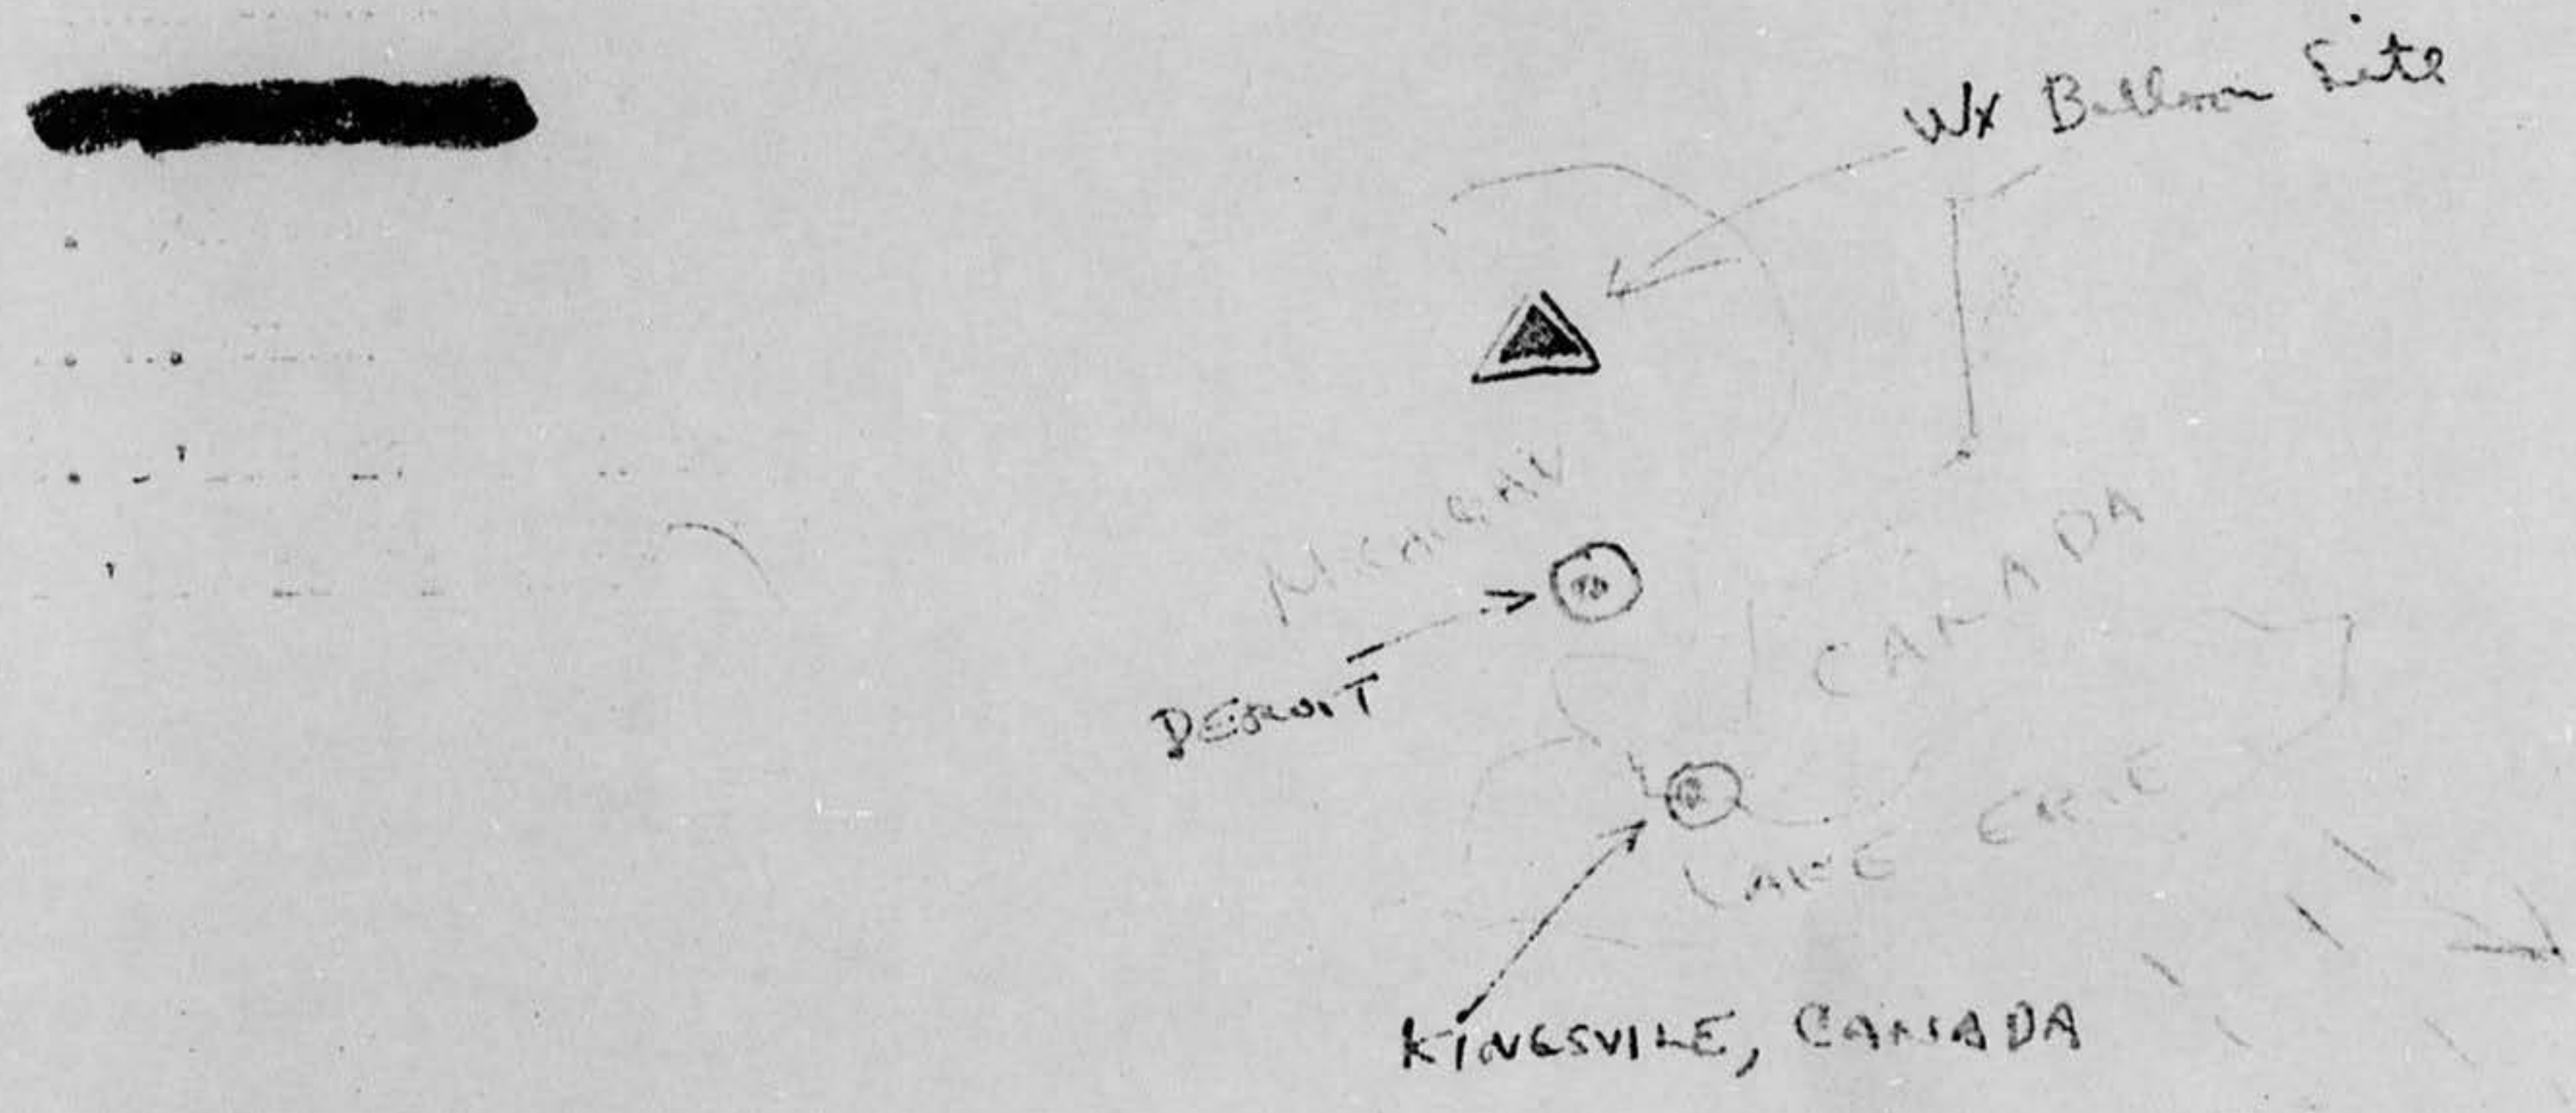 Wx Balloon Site
MICHIGAN
CANADA
DETROIT
LAKE ERIE
KINGSVILE, CANADA